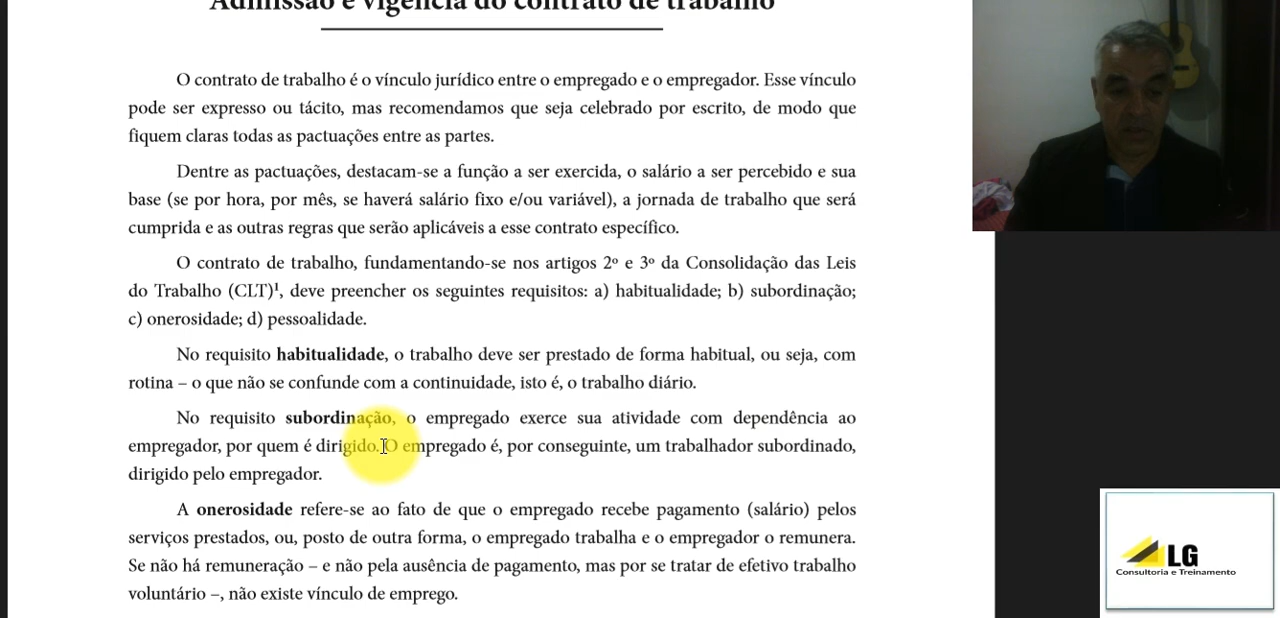 Admissão e vigência do contrato de trabalho
O contrato de trabalho é o vínculo jurídico entre o empregado e o empregador. Esse vínculo
pode ser expresso ou tácito, mas recomendamos que seja celebrado por escrito, de modo que
fiquem claras todas as pactuações entre as partes.
Dentre as pactuações, destacam-se a função a ser exercida, o salário a ser percebido e sua
base (se por hora, por mês, se haverá salário fixo e/ou variável), a jornada de trabalho que será
cumprida e as outras regras que serão aplicáveis a esse contrato específico.
O contrato de trabalho, fundamentando-se nos artigos 2º e 3º da Consolidação das Leis
do Trabalho (CLT)¹, deve preencher os seguintes requisitos: a) habitualidade; b) subordinação;
c) onerosidade; d) pessoalidade.
No requisito habitualidade, o trabalho deve ser prestado de forma habitual, ou seja, com
rotina – o que não se confunde com a continuidade, isto é, o trabalho diário.
No requisito subordinação, o empregado exerce sua atividade com dependência ao
empregador, por quem é dirigido. O empregado é, por conseguinte, um trabalhador subordinado,
dirigido pelo empregador.
A onerosidade refere-se ao fato de que o empregado recebe pagamento (salário) pelos
serviços prestados, ou, posto de outra forma, o empregado trabalha e o empregador o remunera.
Se não há remuneração – e não pela ausência de pagamento, mas por se tratar de efetivo trabalho
voluntário –, não existe vínculo de emprego.
LG
Consultoria e Treinamento